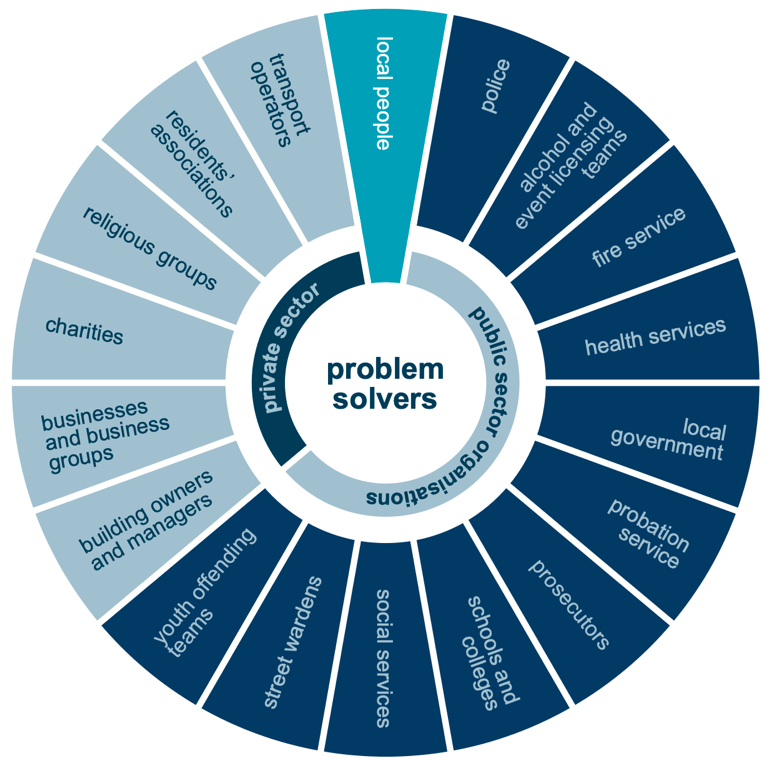 problem
solvers
private sector
public sector organisations
local people
police
alcohol and
event licensing
teams
fire service
health services
local
government
probation
service
prosecutors
schools and
colleges
social services
street wardens
youth offending
teams
building owners
and managers
businesses
and business
groups
charities
religious groups
residents’
associations
transport
operators